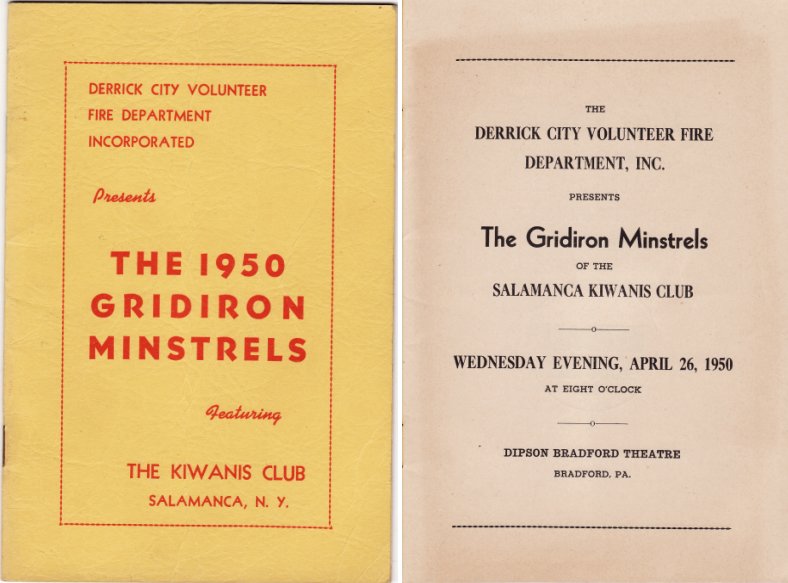 DERRICK CITY VOLUNTEER
FIRE DEPARTMENT
INCORPORATED
Presents
THE 1950
GRIDIRON
MINSTRELS
Featuring
THE KIWANIS CLUB
SALAMANCA, N. Y.
THE
DERRICK CITY VOLUNTEER FIRE
DEPARTMENT, INC.
PRESENTS
The Gridiron Minstrels
OF THE
SALAMANCA KIWANIS CLUB
WEDNESDAY EVENING, APRIL 26, 1950
AT EIGHT O'CLOCK
DIPSON BRADFORD THEATRE
BRADFORD, PA.